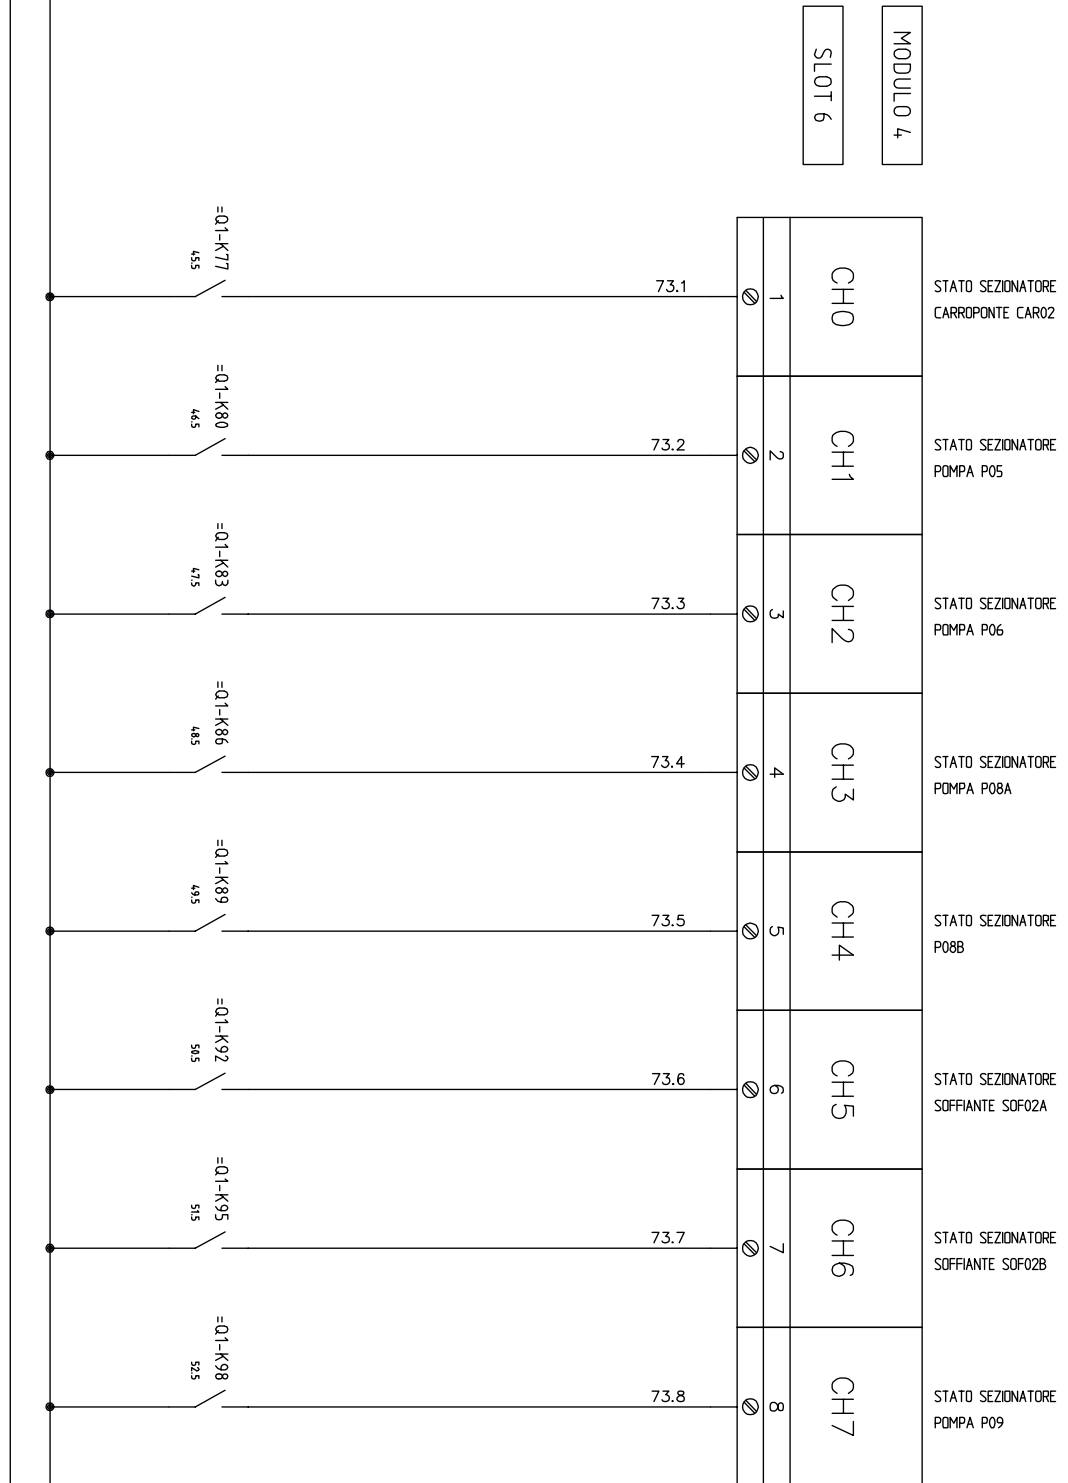 MODULO 4
SLOT 6
=Q1-K77
45.5
73.1
1
CH0
STATO SEZIONATORE
CARROPONTE CAR02
=Q1-K80
46.5
73.2
2
CH1
STATO SEZIONATORE
POMPA P05
=Q1-K83
47.5
73.3
3
CH2
STATO SEZIONATORE
POMPA P06
=Q1-K86
48.5
73.4
4
CH3
STATO SEZIONATORE
POMPA P08A
=Q1-K89
49.5
73.5
5
CH4
STATO SEZIONATORE
P08B
=Q1-K92
50.5
73.6
6
CH5
STATO SEZIONATORE
SOFFIANTE SOF02A
=Q1-K95
51.5
73.7
7
CH6
STATO SEZIONATORE
SOFFIANTE SOF02B
=Q1-K98
52.5
73.8
8
CH7
STATO SEZIONATORE
POMPA P09